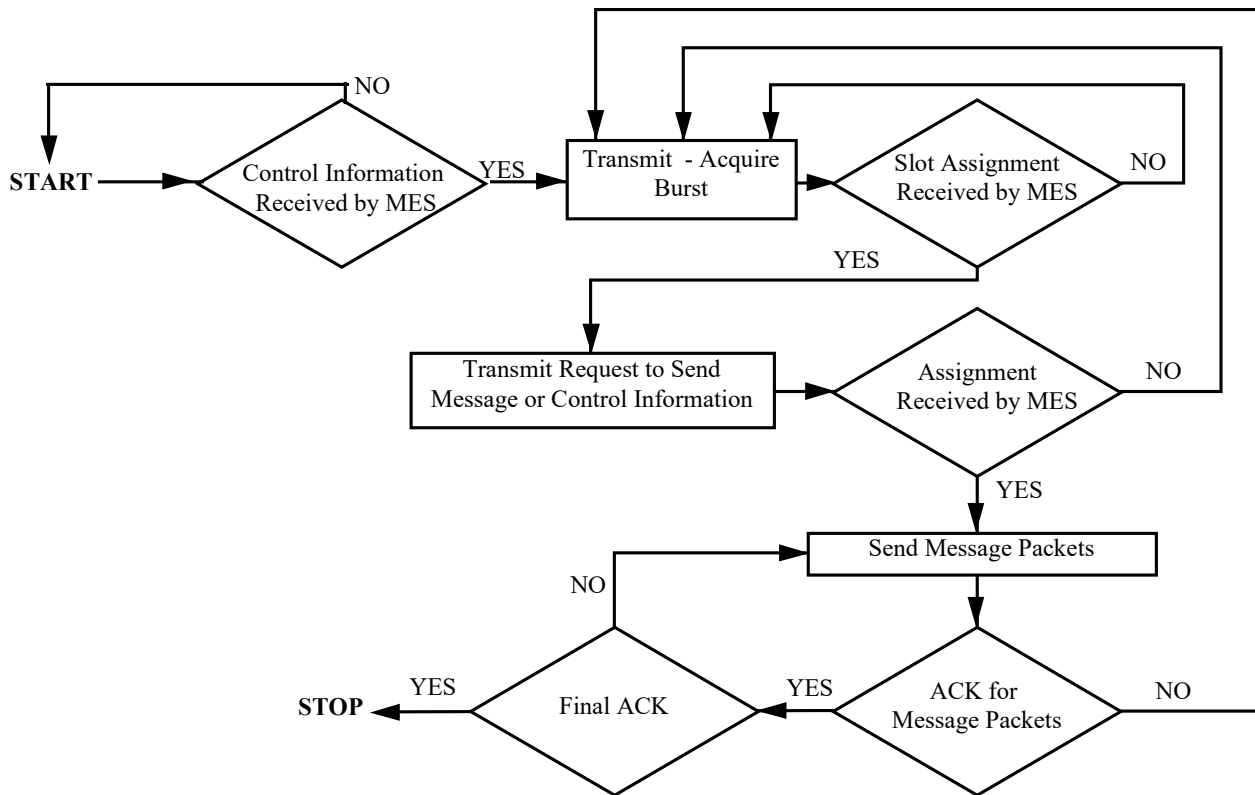 NO
START
Control Information
Received by MES
YES
Transmit - Acquire
Burst
Slot Assignment
Received by MES
NO
YES
Transmit Request to Send
Message or Control Information
Assignment
Received by MES
NO
YES
Send Message Packets
NO
STOP
YES
Final ACK
YES
ACK for
Message Packets
NO